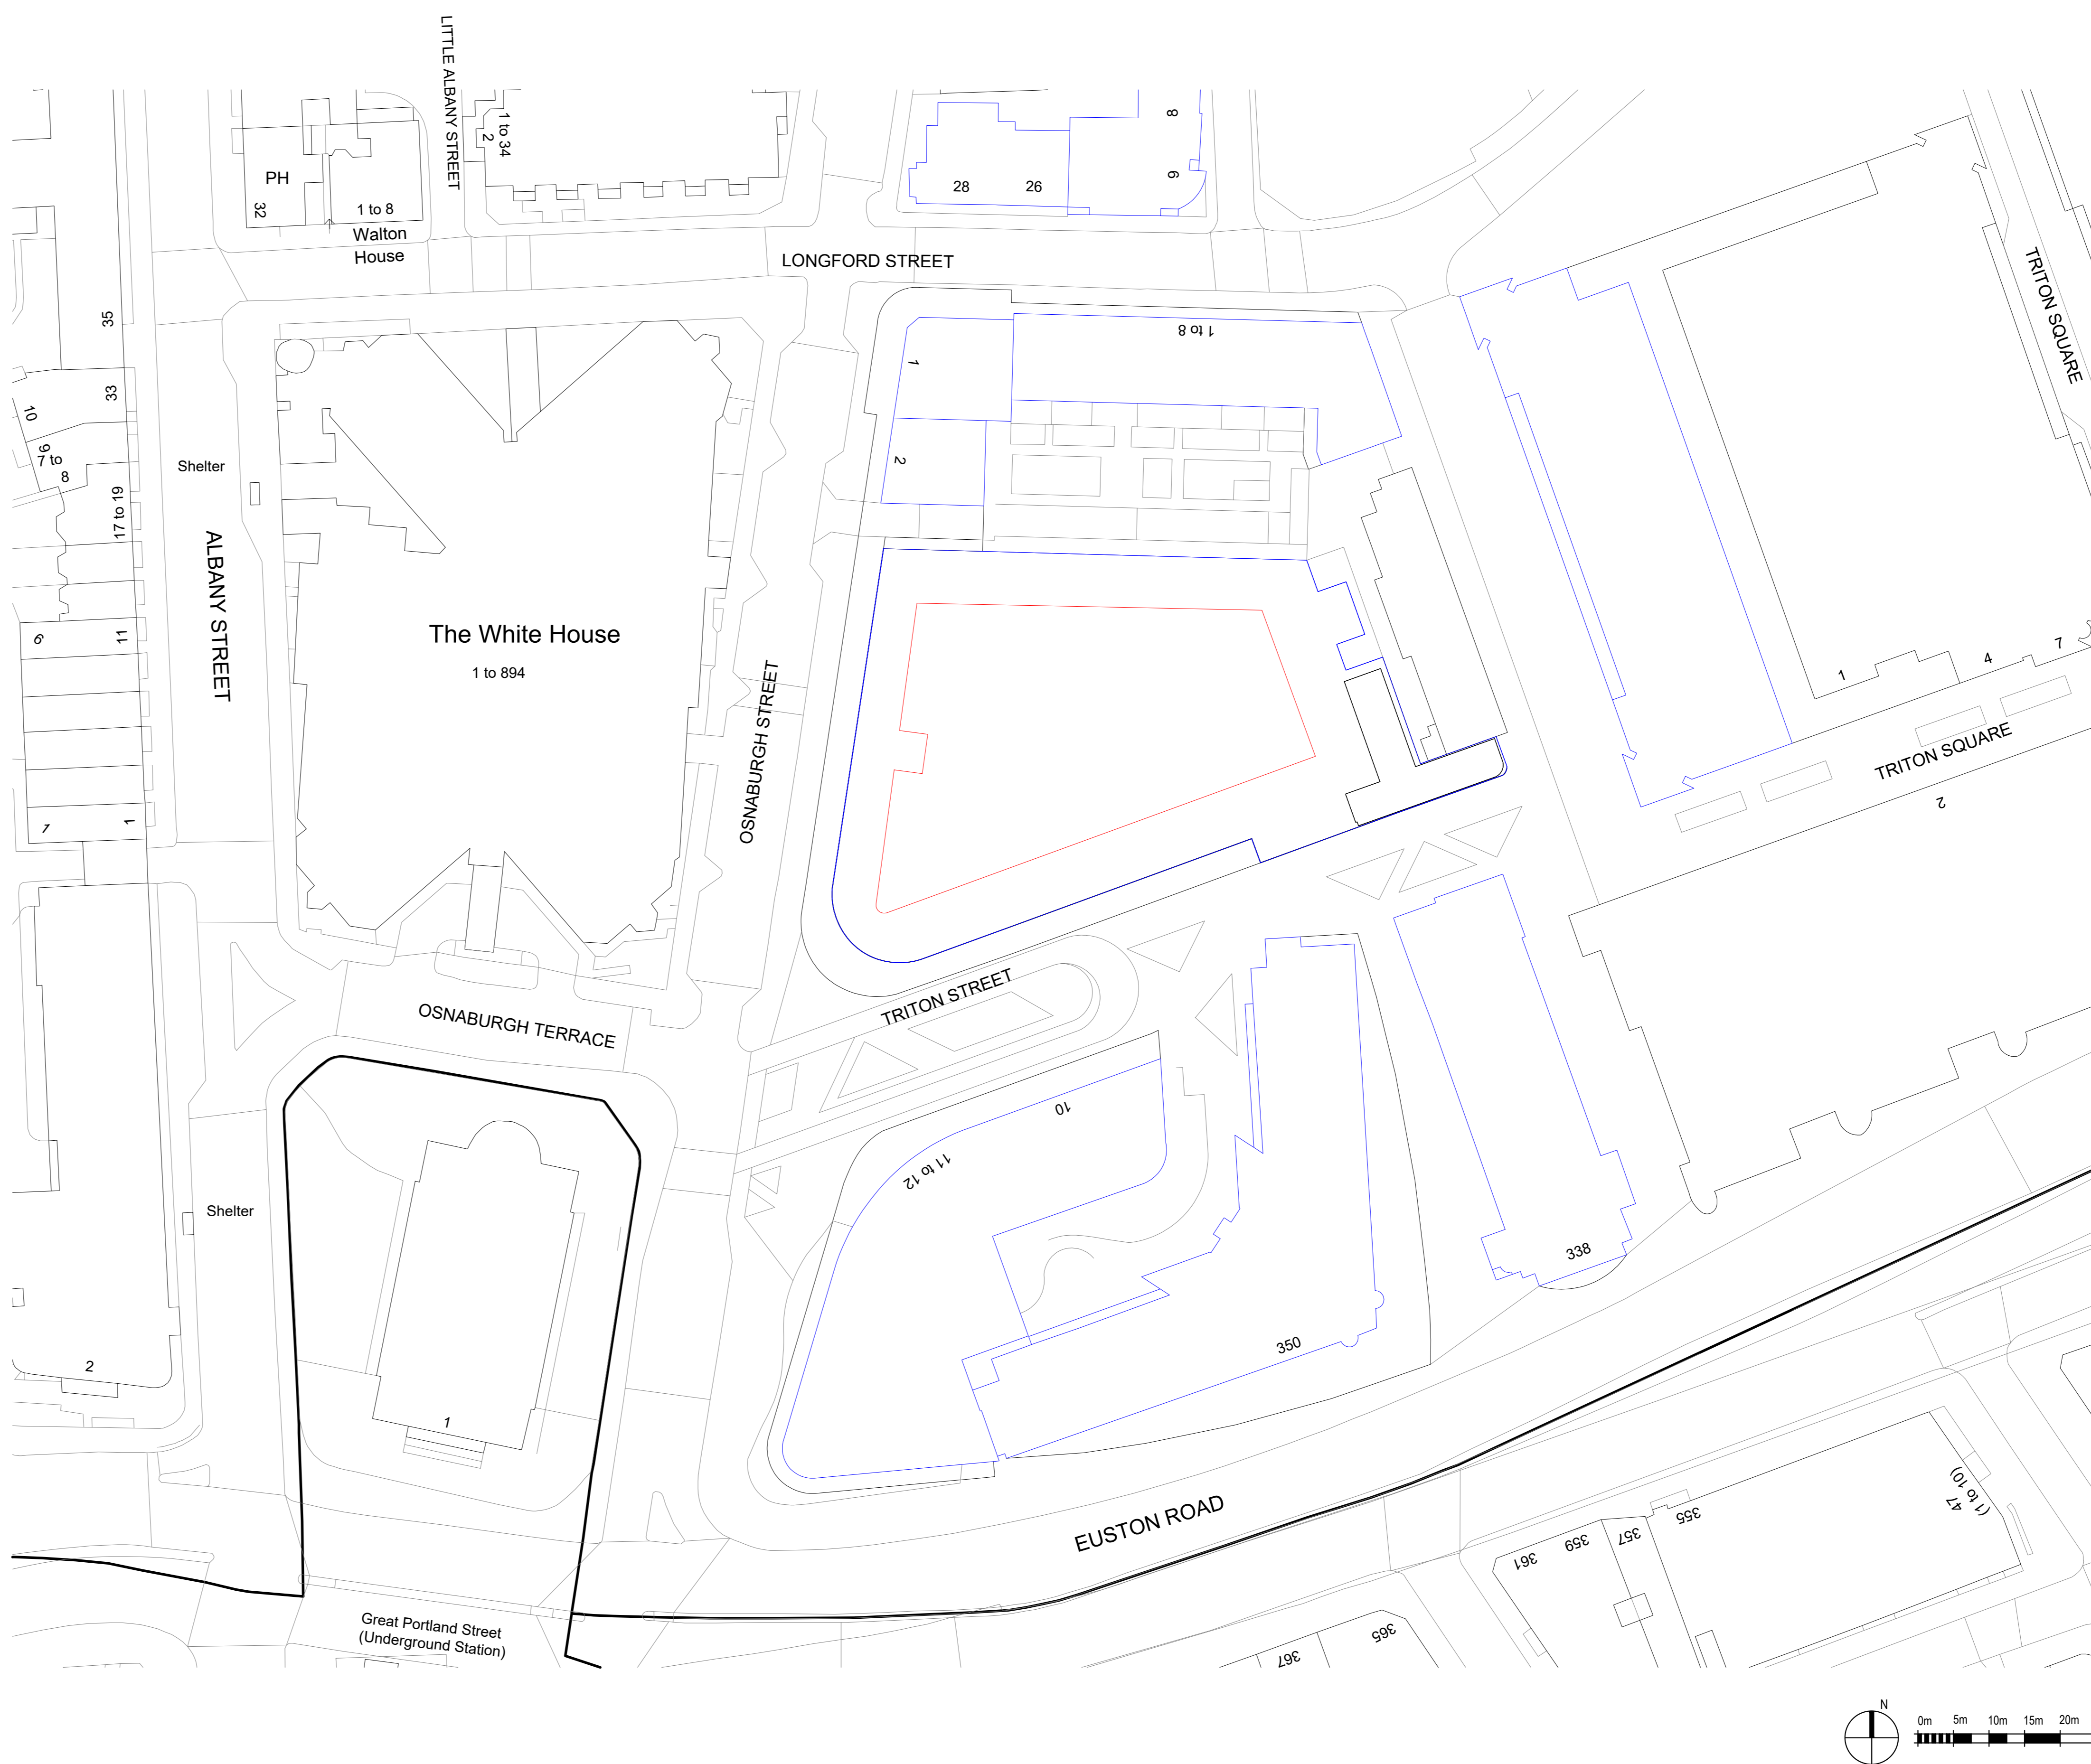 LITTLE ALBANY STREET
1 to 34
2
PH
32
1 to 8
Walton
House
28
26
8
6
LONGFORD STREET
TRITON SQUARE
35
33
10
9
7 to
8
17 to 19
Shelter
ALBANY STREET
The White House
1 to 894
OSNABURGH STREET
1
2
1 to 8
6
11
7
1
1
4
7
TRITON SQUARE
2
OSNABURGH TERRACE
TRITON STREET
10
11 to 12
Shelter
2
1
350
338
EUSTON ROAD
47
(1 to 10)
355
357
359
361
365
367
Great Portland Street
(Underground Station)
N
0m 5m 10m 15m 20m